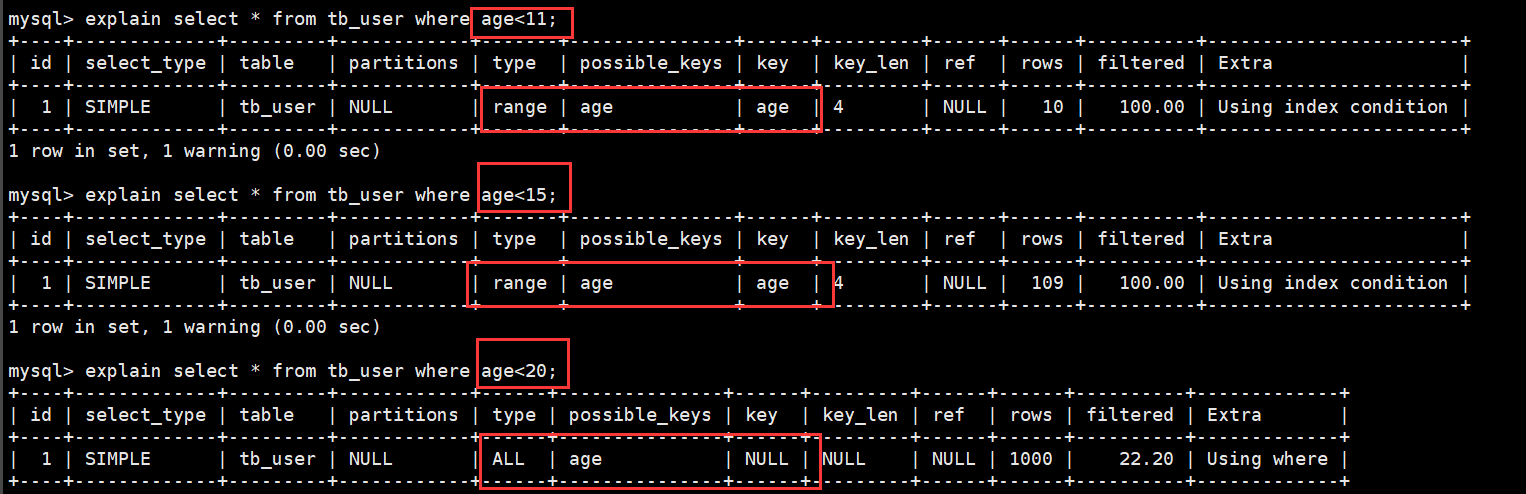 mysql> explain select * from tb_user where age<11;
+----+-------------+---------+------------+-------+---------------+------+---------+------+------+----------+-----------------------+
| id | select_type | table   | partitions | type  | possible_keys | key  | key_len | ref  | rows | filtered | Extra                 |
+----+-------------+---------+------------+-------+---------------+------+---------+------+------+----------+-----------------------+
|  1 | SIMPLE      | tb_user | NULL       | range | age           | age  | 4       | NULL |   10 |   100.00 | Using index condition |
+----+-------------+---------+------------+-------+---------------+------+---------+------+------+----------+-----------------------+
1 row in set, 1 warning (0.00 sec)
mysql> explain select * from tb_user where age<15;
+----+-------------+---------+------------+-------+---------------+------+---------+------+------+----------+-----------------------+
| id | select_type | table   | partitions | type  | possible_keys | key  | key_len | ref  | rows | filtered | Extra                 |
+----+-------------+---------+------------+-------+---------------+------+---------+------+------+----------+-----------------------+
|  1 | SIMPLE      | tb_user | NULL       | range | age           | age  | 4       | NULL |  109 |   100.00 | Using index condition |
+----+-------------+---------+------------+-------+---------------+------+---------+------+------+----------+-----------------------+
1 row in set, 1 warning (0.00 sec)
mysql> explain select * from tb_user where age<20;
+----+-------------+---------+------------+------+---------------+------+---------+------+------+----------+-------------+
| id | select_type | table   | partitions | type | possible_keys | key  | key_len | ref  | rows | filtered | Extra       |
+----+-------------+---------+------------+------+---------------+------+---------+------+------+----------+-------------+
|  1 | SIMPLE      | tb_user | NULL       | ALL  | age           | NULL | NULL    | NULL | 1000 |    22.20 | Using where |
+----+-------------+---------+------------+------+---------------+------+---------+------+------+----------+-------------+